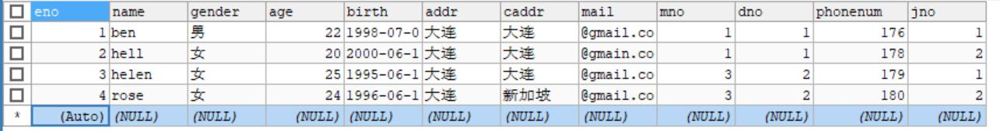 eno name gender age birth addr caddr mail mno dno phonenum jno
1 ben 男 22 1998-07-0 大连 大连 @gmail.co 1 1 176 1
2 hell 女 20 2000-06-1 大连 大连 @gmain.co 1 1 178 2
3 helen 女 25 1995-06-1 大连 大连 @gmail.co 3 2 179 1
4 rose 女 24 1996-06-1 大连 新加坡 @gmail.co 3 2 180 2
* (Auto) (NULL) (NULL) (NULL) (NULL) (NULL) (NULL) (NULL) (NULL) (NULL) (NULL) (NULL)